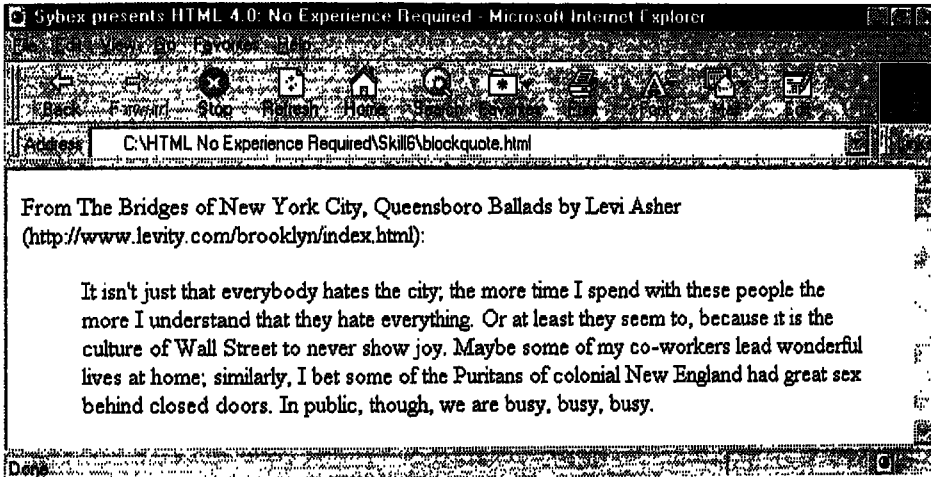 Sybex presents HTML 4.0: No Experience Required - Microsoft Internet Explorer
File Edit View Go Favorites Help
Back Forward Stop Refresh Home Search Favorites Print Font Mail Edit
Address C:\HTML No Experience Required\Skill6\blockquote.html
From The Bridges of New York City, Queensboro Ballads by Levi Asher
(http://www.levity.com/brooklyn/index.html):
It isn't just that everybody hates the city; the more time I spend with these people the
more I understand that they hate everything. Or at least they seem to, because it is the
culture of Wall Street to never show joy. Maybe some of my co-workers lead wonderful
lives at home; similarly, I bet some of the Puritans of colonial New England had great sex
behind closed doors. In public, though, we are busy, busy, busy.
Done